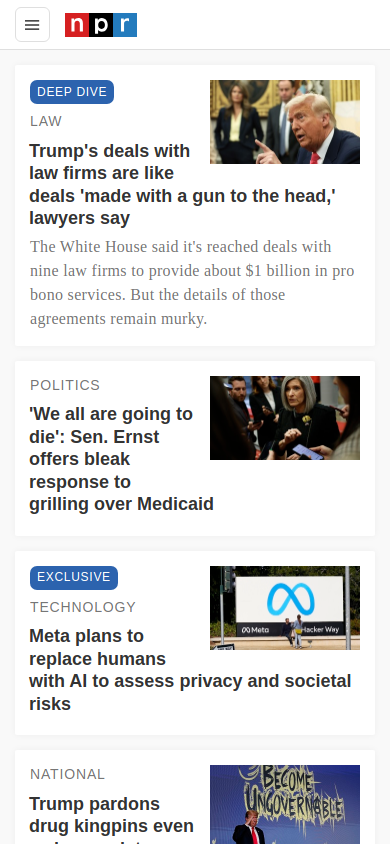 npr
DEEP DIVE
LAW
Trump's deals with
law firms are like
deals 'made with a gun to the head,'
lawyers say
The White House said it's reached deals with
nine law firms to provide about $1 billion in pro
bono services. But the details of those
agreements remain murky.
POLITICS
'We all are going to
die': Sen. Ernst
offers bleak
response to
grilling over Medicaid
EXCLUSIVE
TECHNOLOGY
Meta plans to
replace humans
with AI to assess privacy and societal
risks
Meta
Hacker Way
NATIONAL
Trump pardons
drug kingpins even
BECOME
UNGOVERNABLE